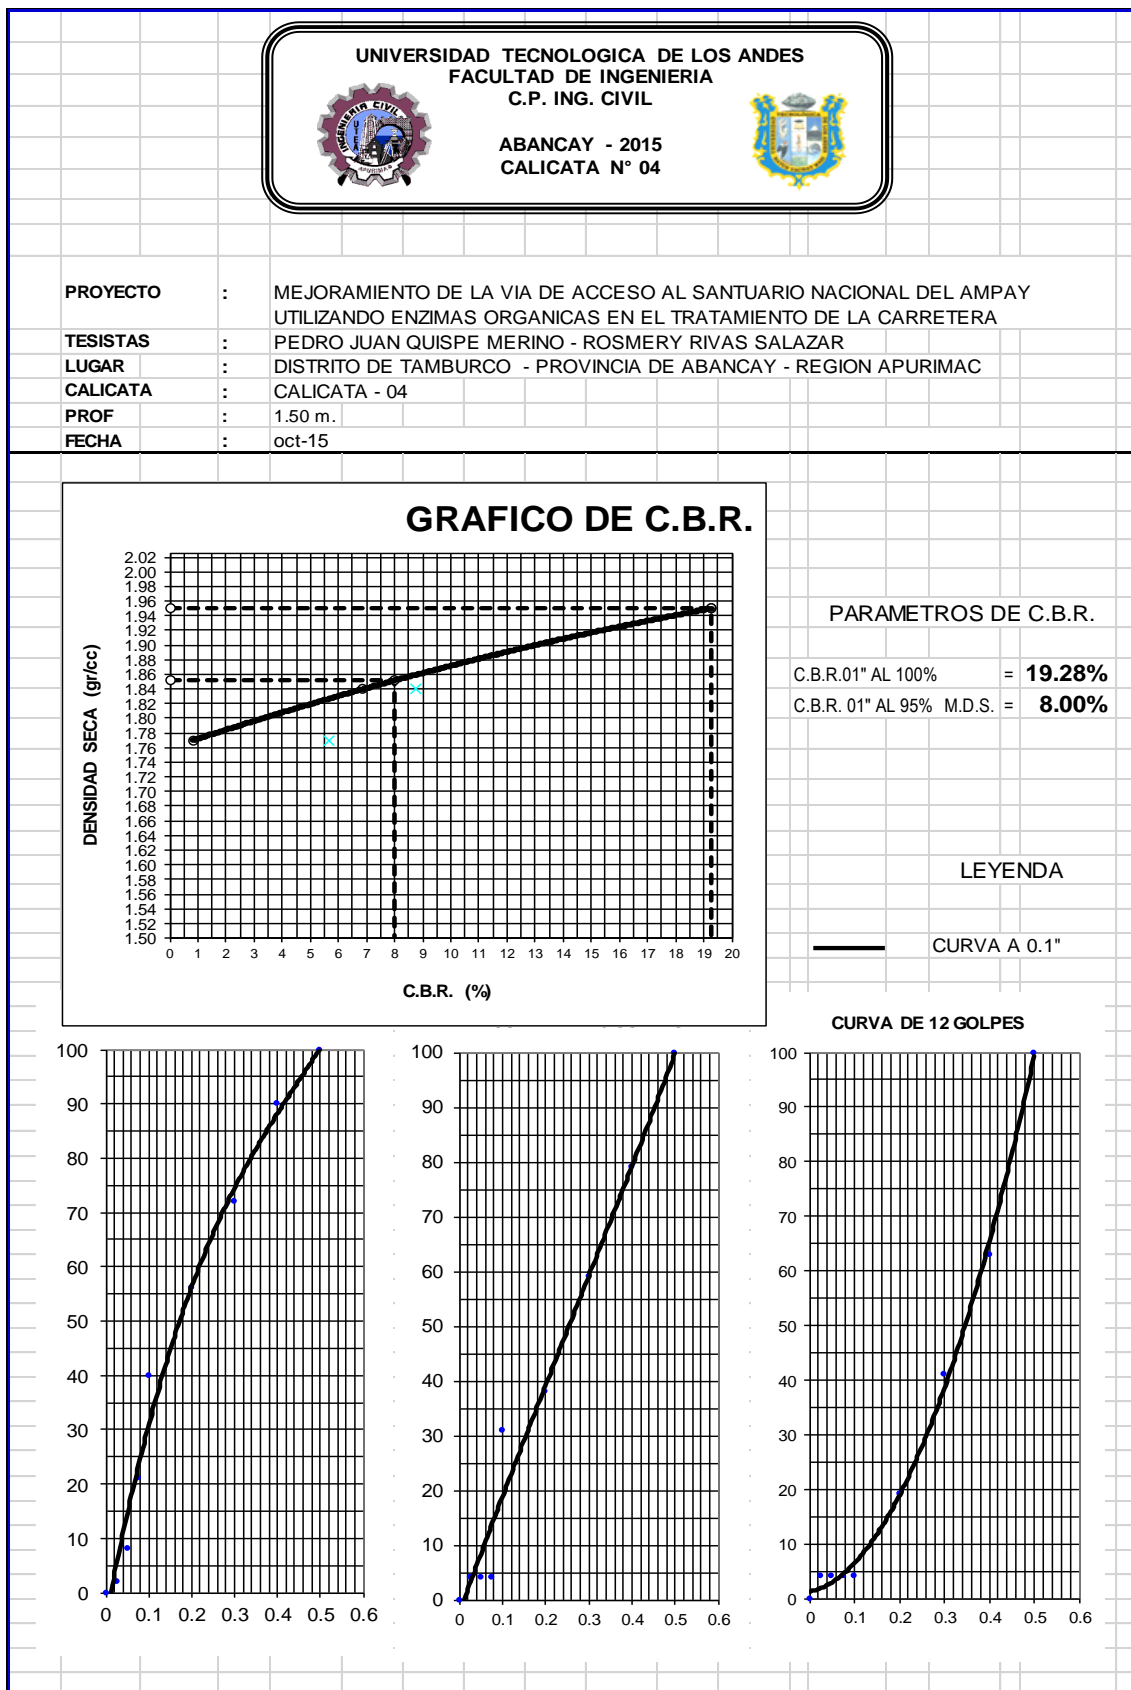 UNIVERSIDAD TECNOLOGICA DE LOS ANDES
FACULTAD DE INGENIERIA
C.P. ING. CIVIL
INGENIERIA CIVIL
UTEA
APURIMAC
ABANCAY - 2015
CALICATA N° 04
PROYECTO : MEJORAMIENTO DE LA VIA DE ACCESO AL SANTUARIO NACIONAL DEL AMPAY
UTILIZANDO ENZIMAS ORGANICAS EN EL TRATAMIENTO DE LA CARRETERA
TESISTAS : PEDRO JUAN QUISPE MERINO - ROSMERY RIVAS SALAZAR
LUGAR : DISTRITO DE TAMBURCO - PROVINCIA DE ABANCAY - REGION APURIMAC
CALICATA : CALICATA - 04
PROF : 1.50 m.
FECHA : oct-15
GRAFICO DE C.B.R.
DENSIDAD SECA (gr/cc)
2.02
2.00
1.98
1.96
1.94
1.92
1.90
1.88
1.86
1.84
1.82
1.80
1.78
1.76
1.74
1.72
1.70
1.68
1.66
1.64
1.62
1.60
1.58
1.56
1.54
1.52
1.50
0 1 2 3 4 5 6 7 8 9 10 11 12 13 14 15 16 17 18 19 20
C.B.R. (%)
PARAMETROS DE C.B.R.
C.B.R.01" AL 100% = 19.28%
C.B.R. 01" AL 95% M.D.S. = 8.00%
LEYENDA
CURVA A 0.1"
100
90
80
70
60
50
40
30
20
10
0
0 0.1 0.2 0.3 0.4 0.5 0.6
100
90
80
70
60
50
40
30
20
10
0
0 0.1 0.2 0.3 0.4 0.5 0.6
CURVA DE 12 GOLPES
100
90
80
70
60
50
40
30
20
10
0
0 0.1 0.2 0.3 0.4 0.5 0.6